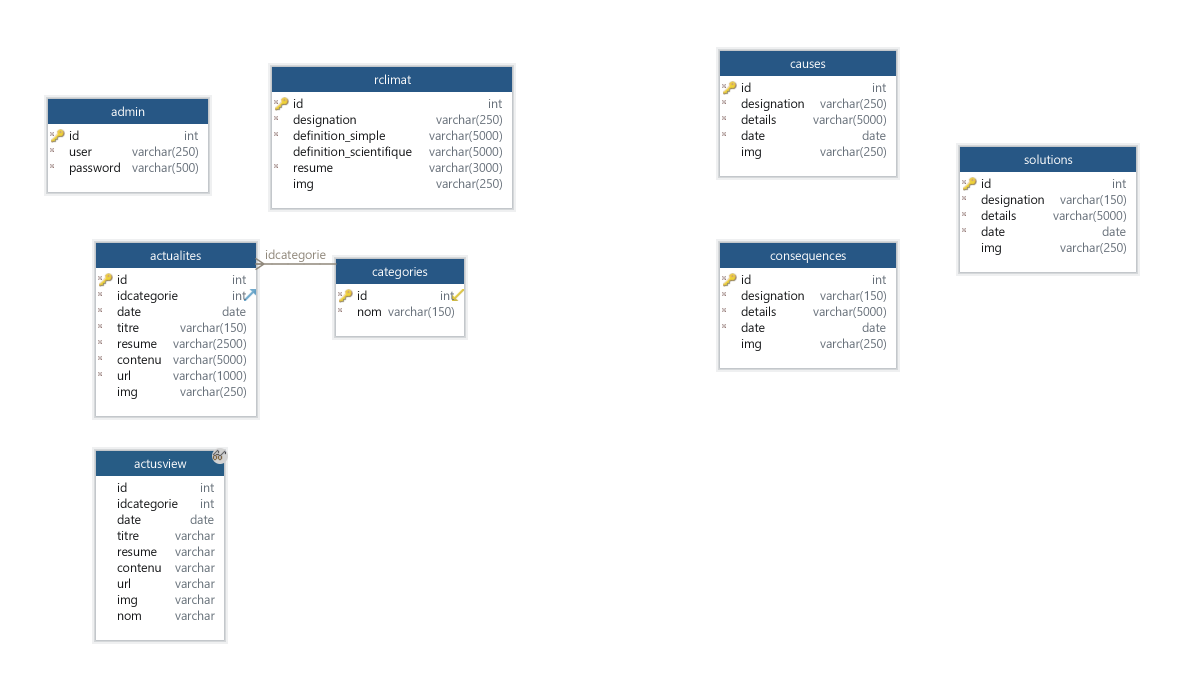 admin
id int
user varchar(250)
password varchar(500)
rclimat
id int
designation varchar(250)
definition_simple varchar(5000)
definition_scientifique varchar(5000)
resume varchar(3000)
img varchar(250)
causes
id int
designation varchar(250)
details varchar(5000)
date date
img varchar(250)
solutions
id int
designation varchar(150)
details varchar(5000)
date date
img varchar(250)
actualites
id int
idcategorie int
date date
titre varchar(150)
resume varchar(2500)
contenu varchar(5000)
url varchar(1000)
img varchar(250)
idcategorie
categories
id int
nom varchar(150)
consequences
id int
designation varchar(150)
details varchar(5000)
date date
img varchar(250)
actusview
id int
idcategorie int
date date
titre varchar
resume varchar
contenu varchar
url varchar
img varchar
nom varchar